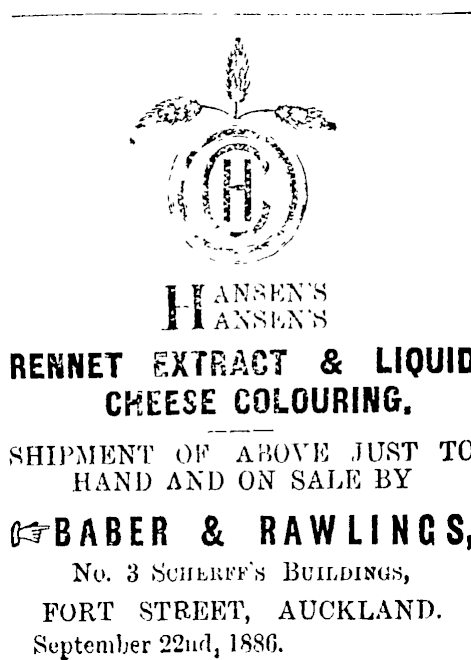 CH
HANSEN'S
HANSEN'S
RENNET EXTRACT & LIQUID
CHEESE COLOURING.
SHIPMENT OF ABOVE JUST TO
HAND AND ON SALE BY
☞BABER & RAWLINGS,
No. 3 SCHERFF'S BUILDINGS,
FORT STREET, AUCKLAND.
September 22nd, 1886.